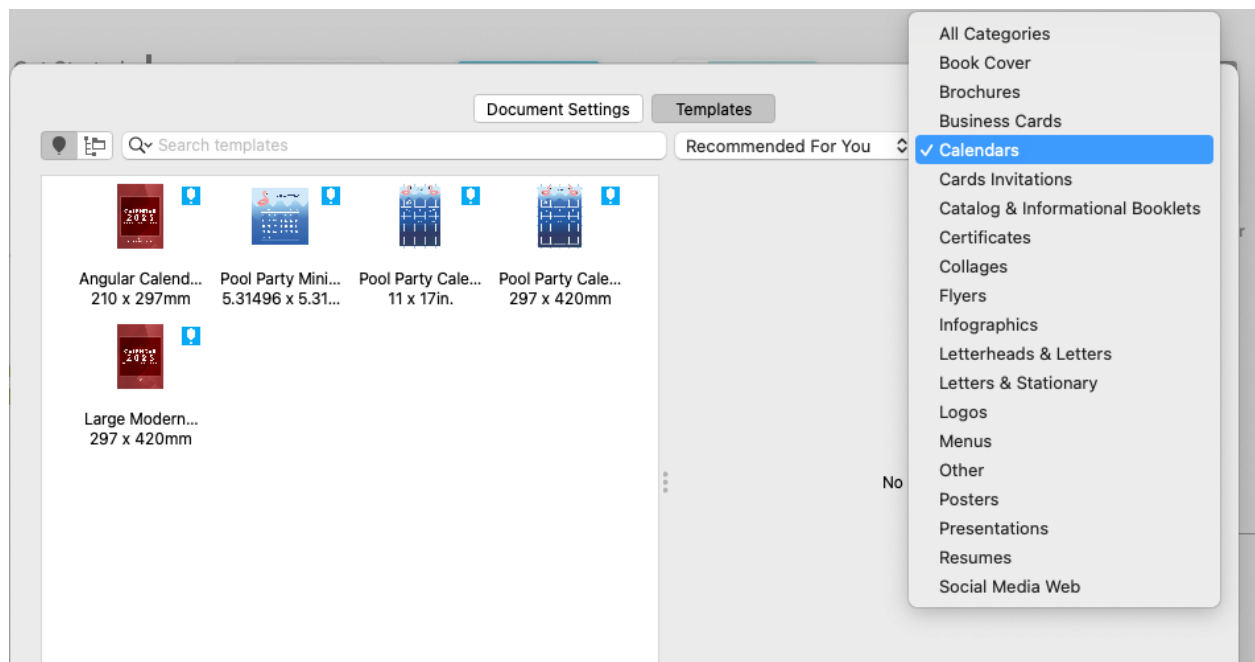 Document Settings
Templates
Search templates
Recommended For You
Angular Calend...
210 x 297mm
Pool Party Mini...
5.31496 x 5.31...
Pool Party Cale...
11 x 17in.
Pool Party Cale...
297 x 420mm
Large Modern...
297 x 420mm
No
All Categories
Book Cover
Brochures
Business Cards
✓ Calendars
Cards Invitations
Catalog & Informational Booklets
Certificates
Collages
Flyers
Infographics
Letterheads & Letters
Letters & Stationary
Logos
Menus
Other
Posters
Presentations
Resumes
Social Media Web